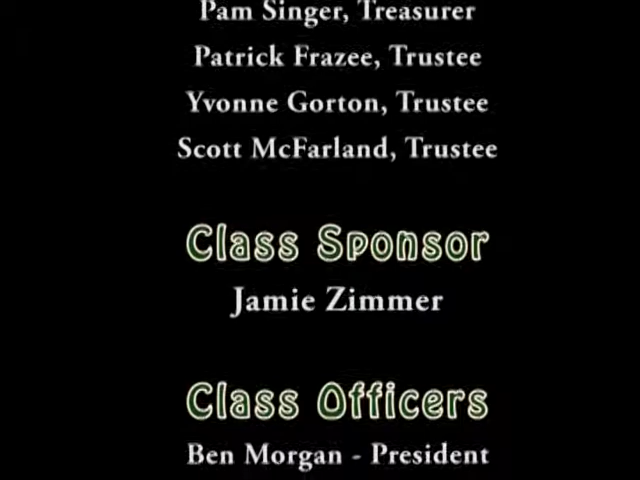 Pam Singer, Treasurer
Patrick Frazee, Trustee
Yvonne Gorton, Trustee
Scott McFarland, Trustee
Class Sponsor
Jamie Zimmer
Class Officers
Ben Morgan - President